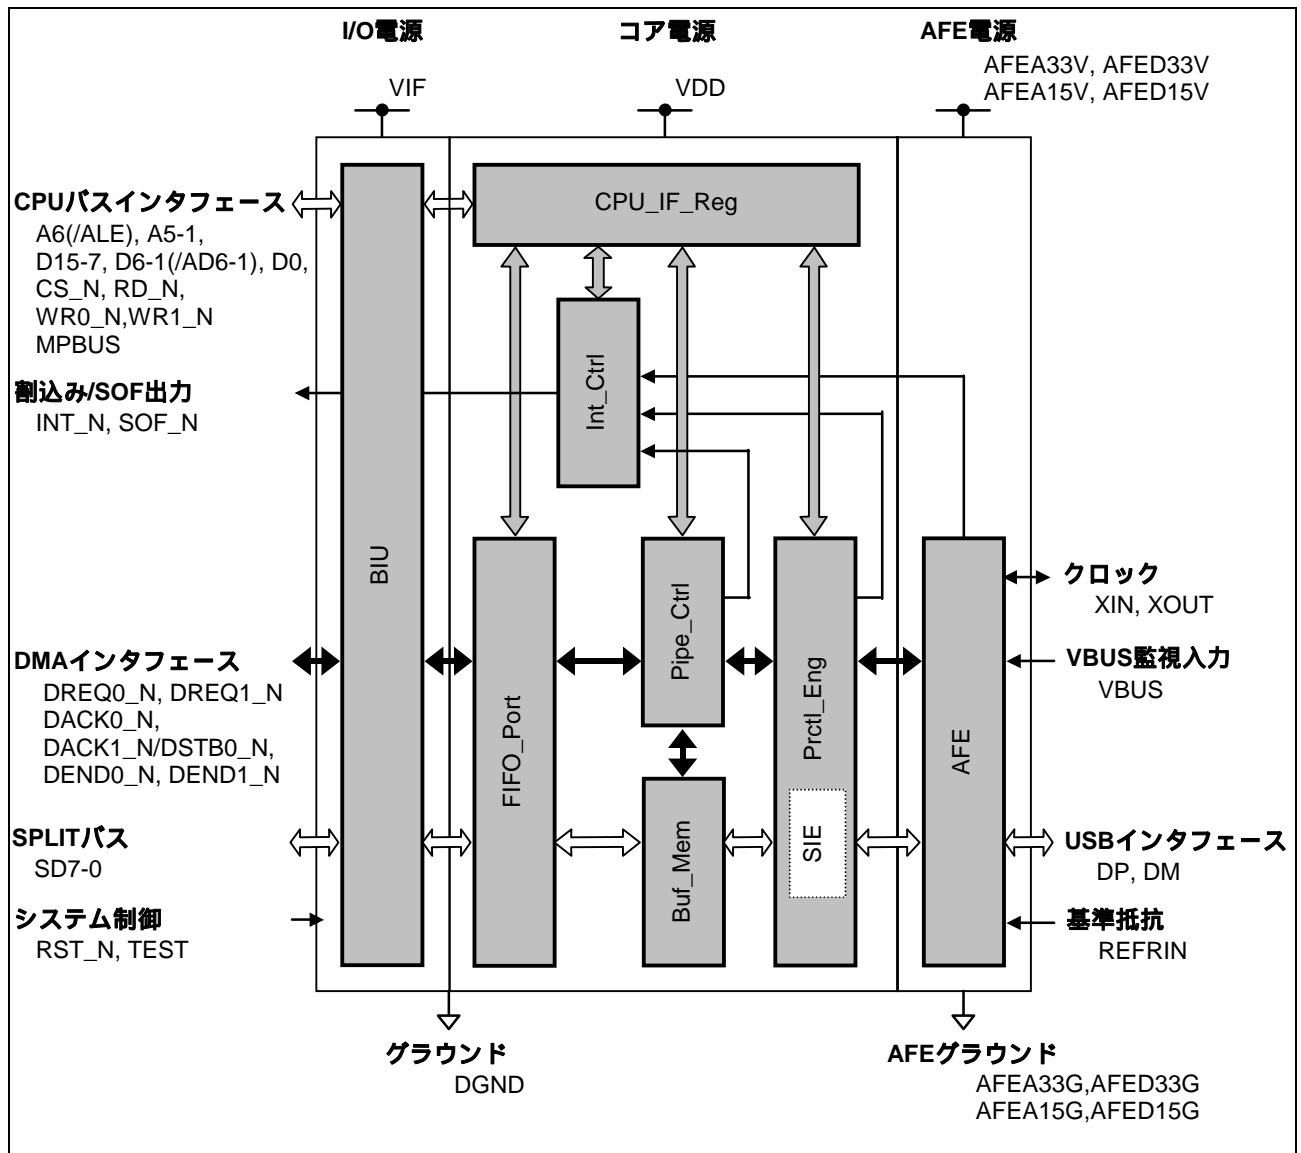 I/O電源
コア電源
AFE電源
VIF
VDD
AFEA33V, AFED33V
AFEA15V, AFED15V
CPUバスインタフェース
A6(/ALE), A5-1,
D15-7, D6-1(/AD6-1), D0,
CS_N, RD_N,
WR0_N,WR1_N
MPBUS
割込み/SOF出力
INT_N, SOF_N
DMAインタフェース
DREQ0_N, DREQ1_N
DACK0_N,
DACK1_N/DSTB0_N,
DEND0_N, DEND1_N
SPLITバス
SD7-0
システム制御
RST_N, TEST
BIU
CPU_IF_Reg
Int_Ctrl
FIFO_Port
Pipe_Ctrl
Buf_Mem
Prctl_Eng
SIE
AFE
クロック
XIN, XOUT
VBUS監視入力
VBUS
USBインタフェース
DP, DM
基準抵抗
REFRIN
グラウンド
DGND
AFEグラウンド
AFEA33G,AFED33G
AFEA15G,AFED15G